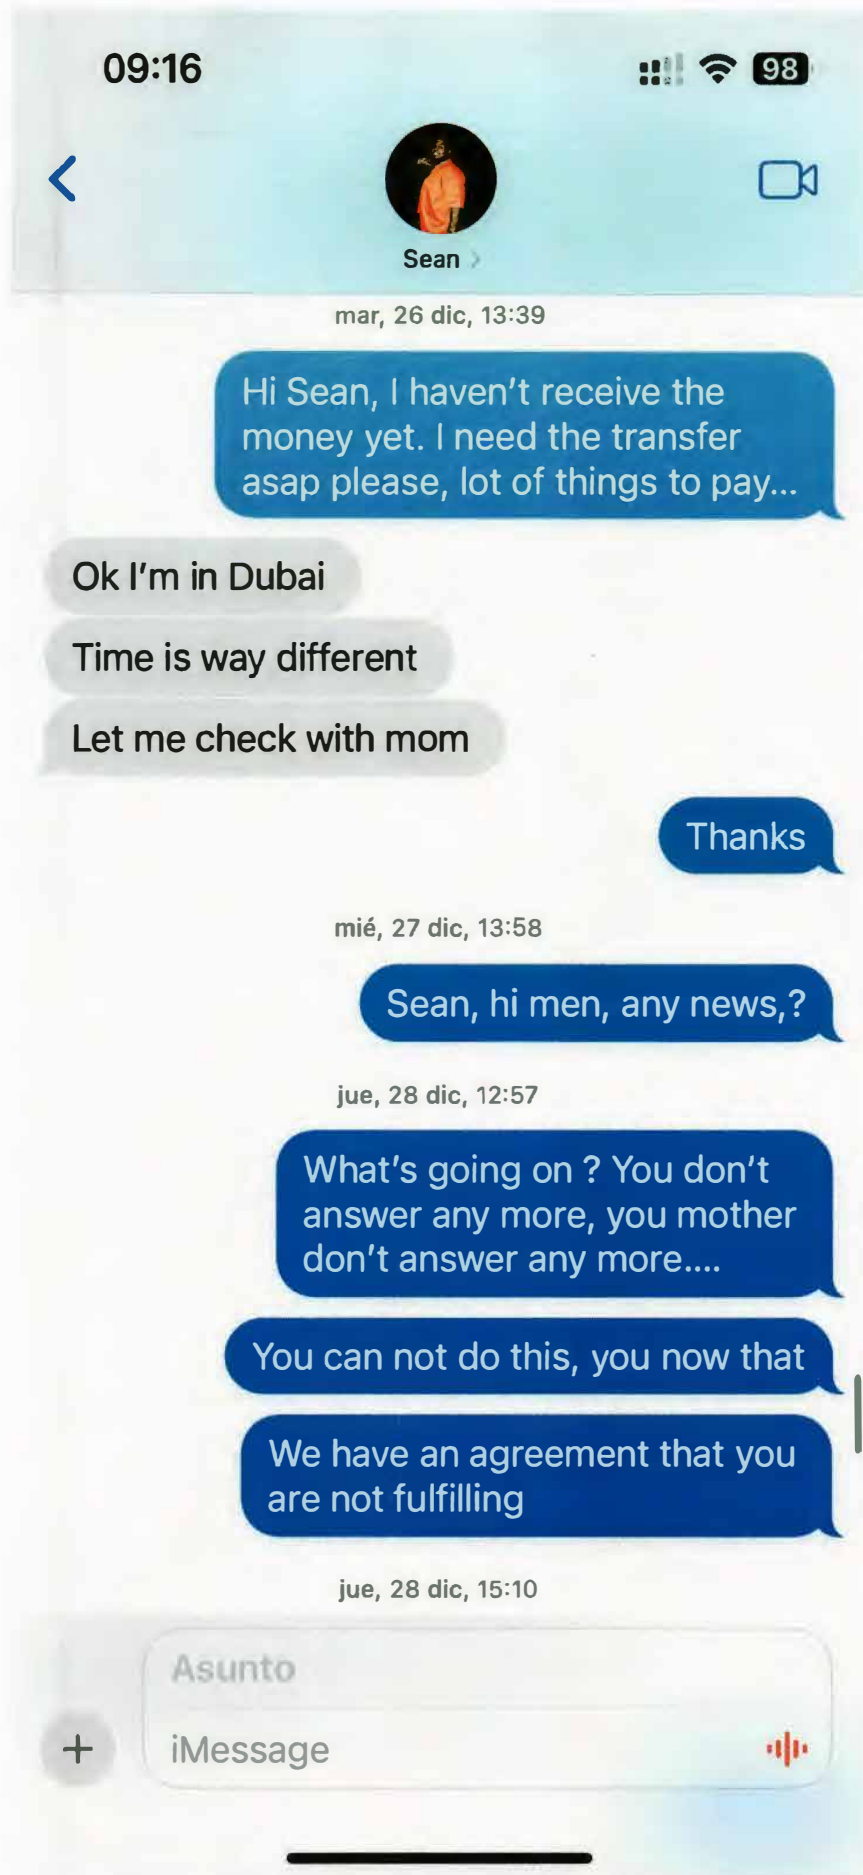 09:16
98
Sean
mar, 26 dic, 13:39
Hi Sean, I haven't receive the
money yet. I need the transfer
asap please, lot of things to pay...
Ok I'm in Dubai
Time is way different
Let me check with mom
Thanks
mié, 27 dic, 13:58
Sean, hi men, any news,?
jue, 28 dic, 12:57
What's going on ? You don't
answer any more, you mother
don't answer any more....
You can not do this, you now that
We have an agreement that you
are not fulfilling
jue, 28 dic, 15:10
Asunto
iMessage